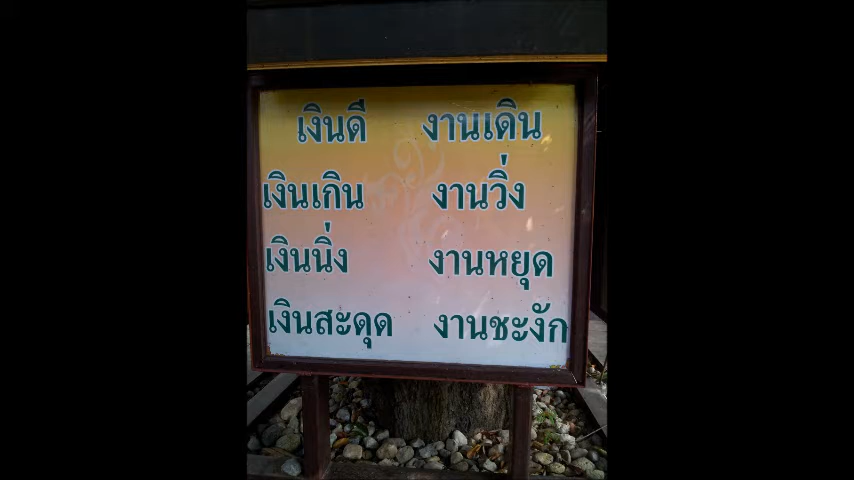 เงินดี งานเดิน
เงินเกิน งานวิ่ง
เงินนิ่ง งานหยุด
เงินสะดุด งานชะงัก